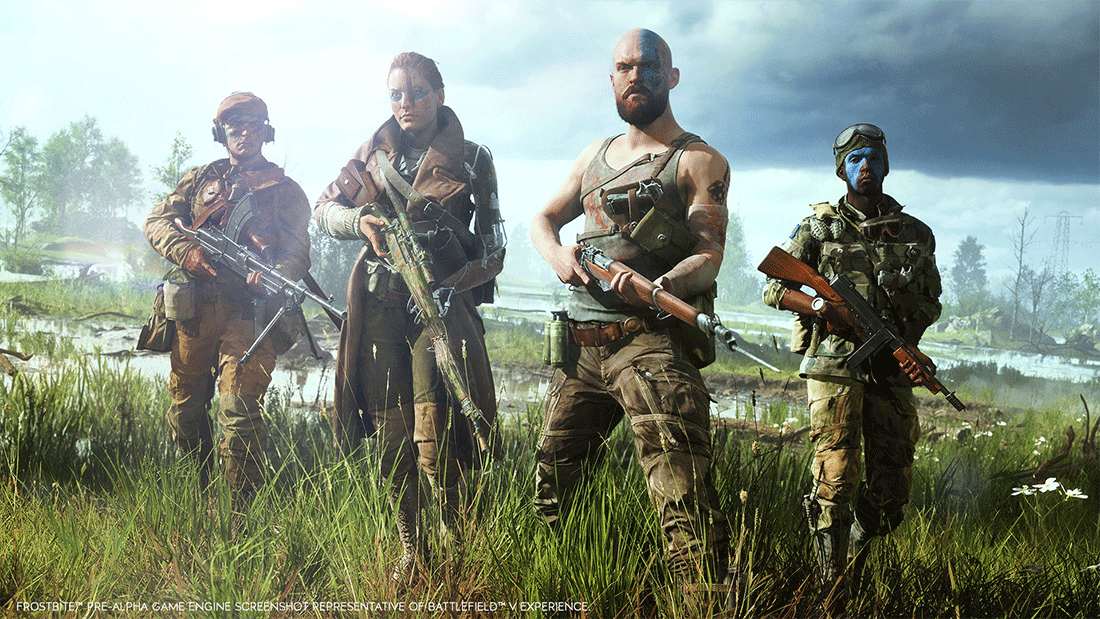 FROSTBITE™ PRE-ALPHA GAME ENGINE SCREENSHOT REPRESENTATIVE OF BATTLEFIELD™ V EXPERIENCE.